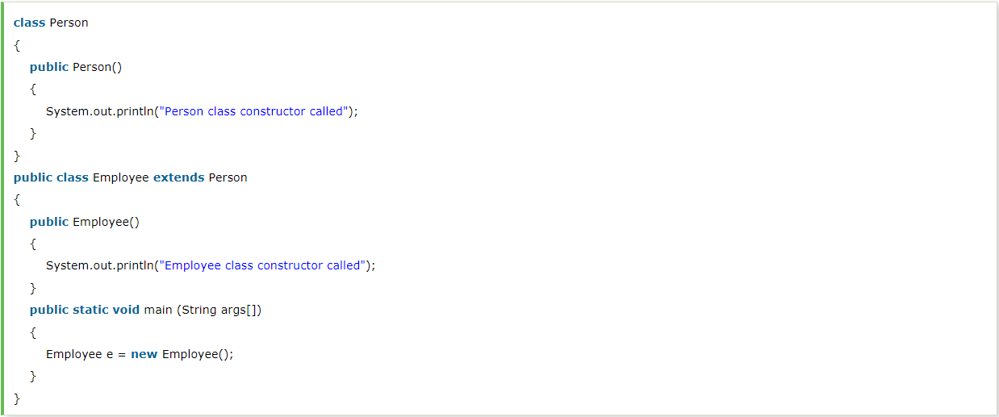 class Person
{
public Person()
{
System.out.println("Person class constructor called");
}
}
public class Employee extends Person
{
public Employee()
{
System.out.println("Employee class constructor called");
}
public static void main (String args[])
{
Employee e = new Employee();
}
}